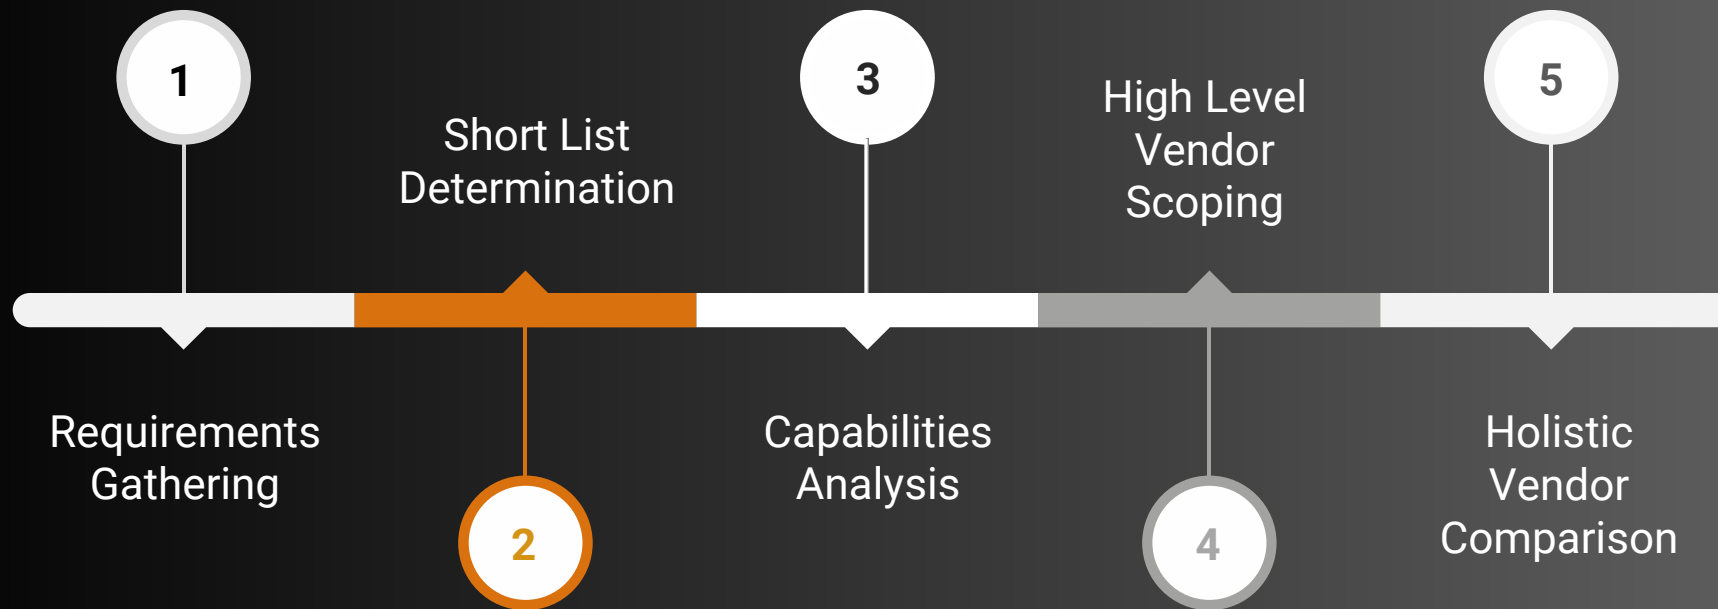 1
Requirements
Gathering
Short List
Determination
2
3
Capabilities
Analysis
High Level
Vendor
Scoping
4
5
Holistic
Vendor
Comparison